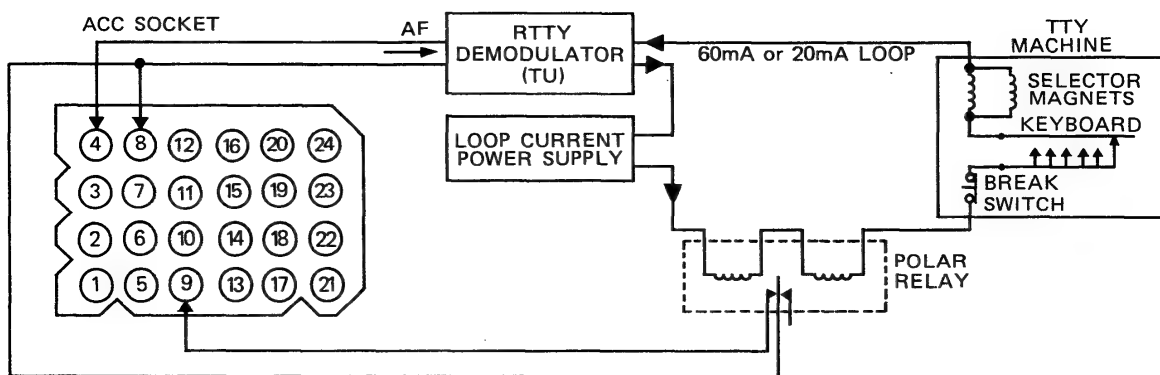 ACC SOCKET
AF
RTTY
DEMODULATOR
(TU)
60mA or 20mA LOOP
TTY
MACHINE
SELECTOR
MAGNETS
KEYBOARD
BREAK
SWITCH
LOOP CURRENT
POWER SUPPLY
POLAR
RELAY
4 8 12 16 20 24
3 7 11 15 19 23
2 6 10 14 18 22
1 5 9 13 17 21